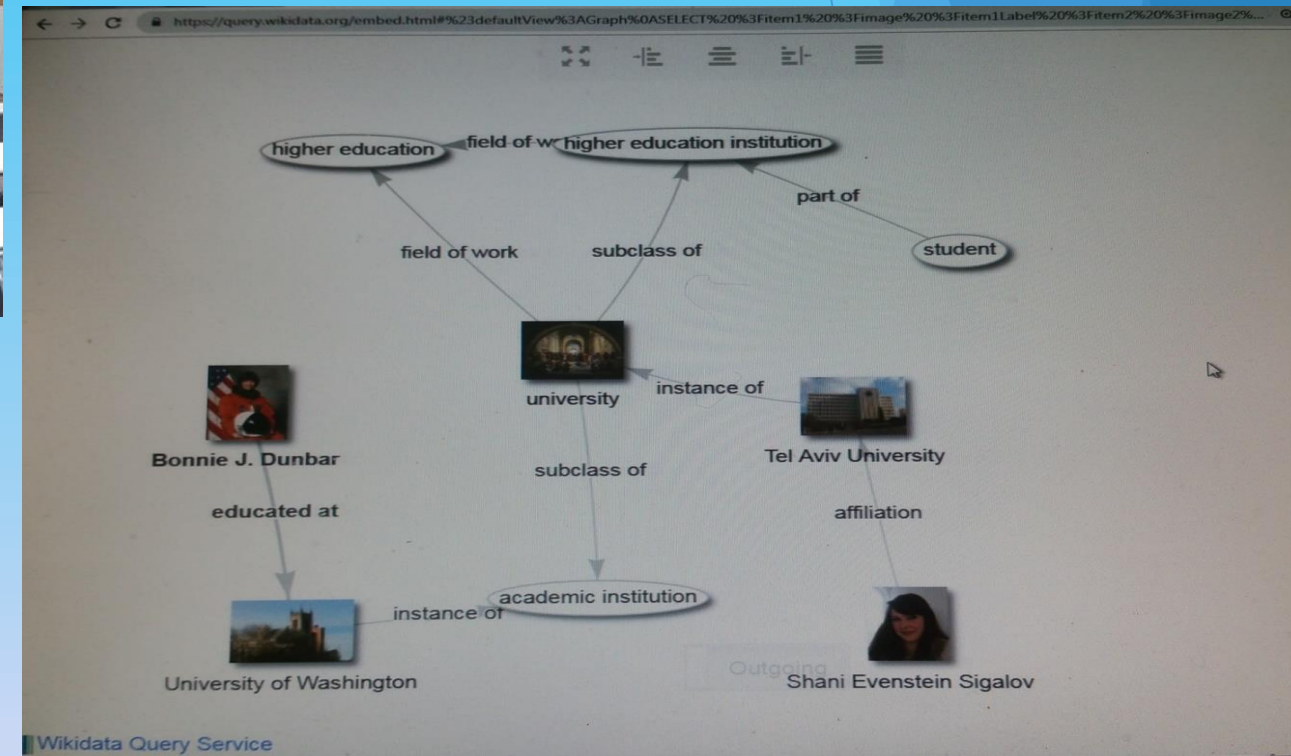 https://query.wikidata.org/embed.html#%23defaultView%3AGraph%0ASELECT%20%3Fitem1%20%3Fimage%20%3Fitem1Label%20%3Fitem2%20%3Fimage2%...
higher education
field of w
higher education institution
part of
student
field of work
subclass of
university
instance of
Tel Aviv University
Bonnie J. Dunbar
educated at
subclass of
affiliation
University of Washington
instance of
academic institution
Outgoing
Shani Evenstein Sigalov
Wikidata Query Service